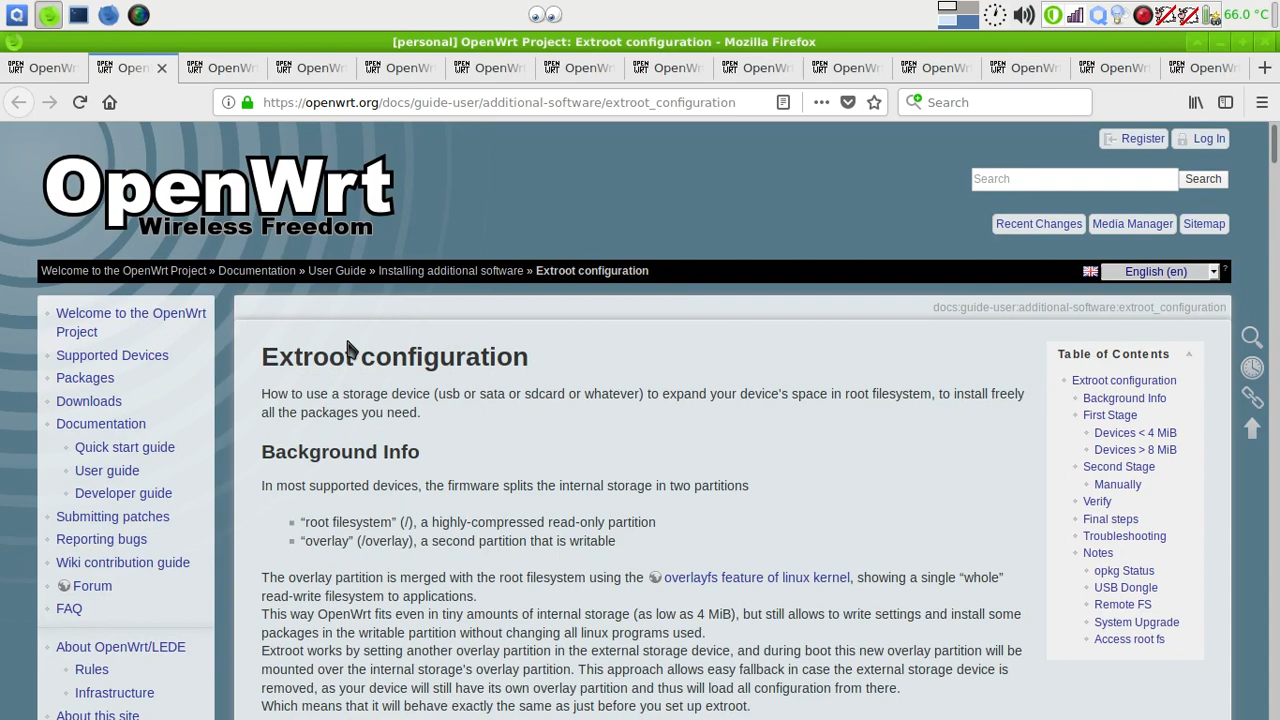 66.0 °C
[personal] OpenWrt Project: Extroot configuration - Mozilla Firefox
https://openwrt.org/docs/guide-user/additional-software/extroot_configuration
Search
Register
Log In
OpenWrt
Wireless Freedom
Search
Search
Recent Changes
Media Manager
Sitemap
Welcome to the OpenWrt Project » Documentation » User Guide » Installing additional software » Extroot configuration
English (en)
?
docs:guide-user:additional-software:extroot_configuration
Welcome to the OpenWrt
Project
Supported Devices
Packages
Downloads
Documentation
Quick start guide
User guide
Developer guide
Submitting patches
Reporting bugs
Wiki contribution guide
Forum
FAQ
About OpenWrt/LEDE
Rules
Infrastructure
About this site
Extroot configuration
How to use a storage device (usb or sata or sdcard or whatever) to expand your device's space in root filesystem, to install freely
all the packages you need.
Background Info
In most supported devices, the firmware splits the internal storage in two partitions
“root filesystem” (/), a highly-compressed read-only partition
“overlay” (/overlay), a second partition that is writable
The overlay partition is merged with the root filesystem using the overlayfs feature of linux kernel, showing a single “whole”
read-write filesystem to applications.
This way OpenWrt fits even in tiny amounts of internal storage (as low as 4 MiB), but still allows to write settings and install some
packages in the writable partition without changing all linux programs used.
Extroot works by setting another overlay partition in the external storage device, and during boot this new overlay partition will be
mounted over the internal storage's overlay partition. This approach allows easy fallback in case the external storage device is
removed, as your device will still have its own overlay partition and thus will load all configuration from there.
Which means that it will behave exactly the same as just before you set up extroot.
Table of Contents
Extroot configuration
Background Info
First Stage
Devices < 4 MiB
Devices > 8 MiB
Second Stage
Manually
Verify
Final steps
Troubleshooting
Notes
opkg Status
USB Dongle
Remote FS
System Upgrade
Access root fs